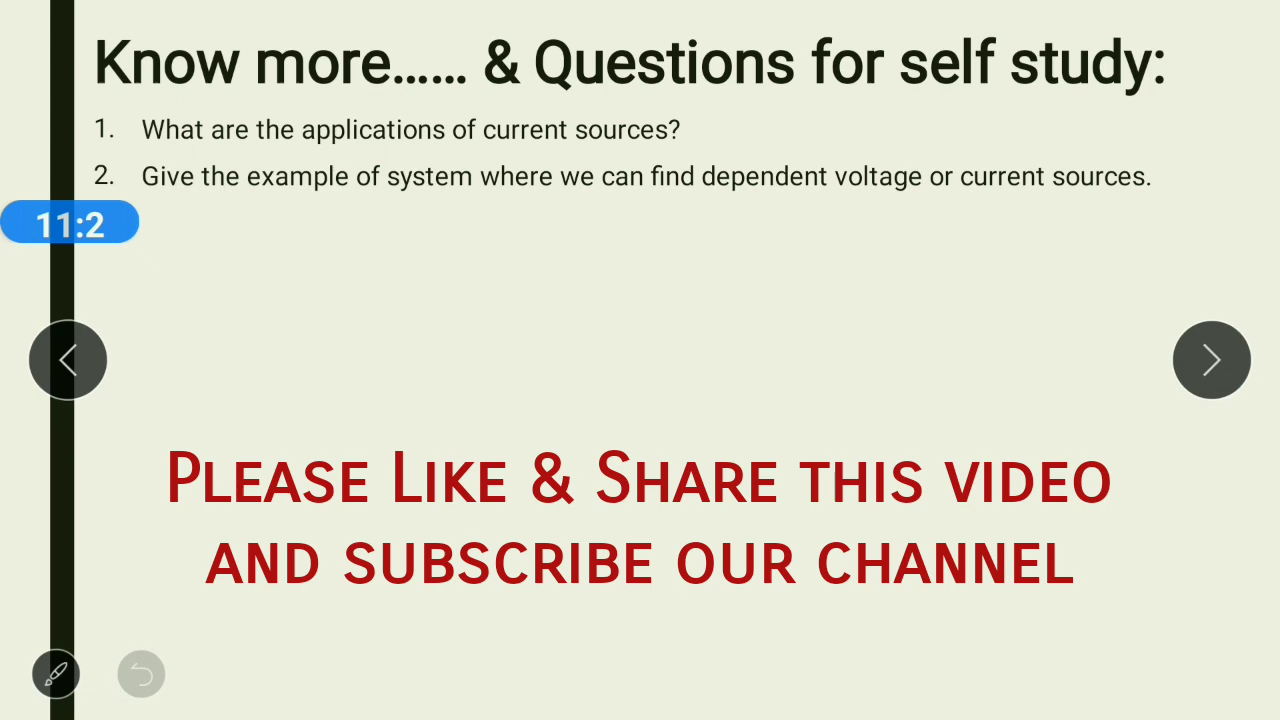 Know more...... & Questions for self study:
1. What are the applications of current sources?
2. Give the example of system where we can find dependent voltage or current sources.
11:2
Please Like & Share this video
and subscribe our channel